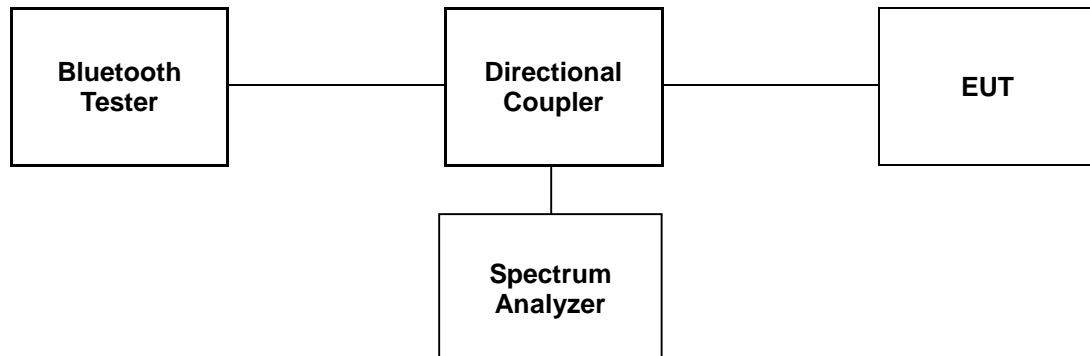 Bluetooth
Tester
Directional
Coupler
EUT
Spectrum
Analyzer